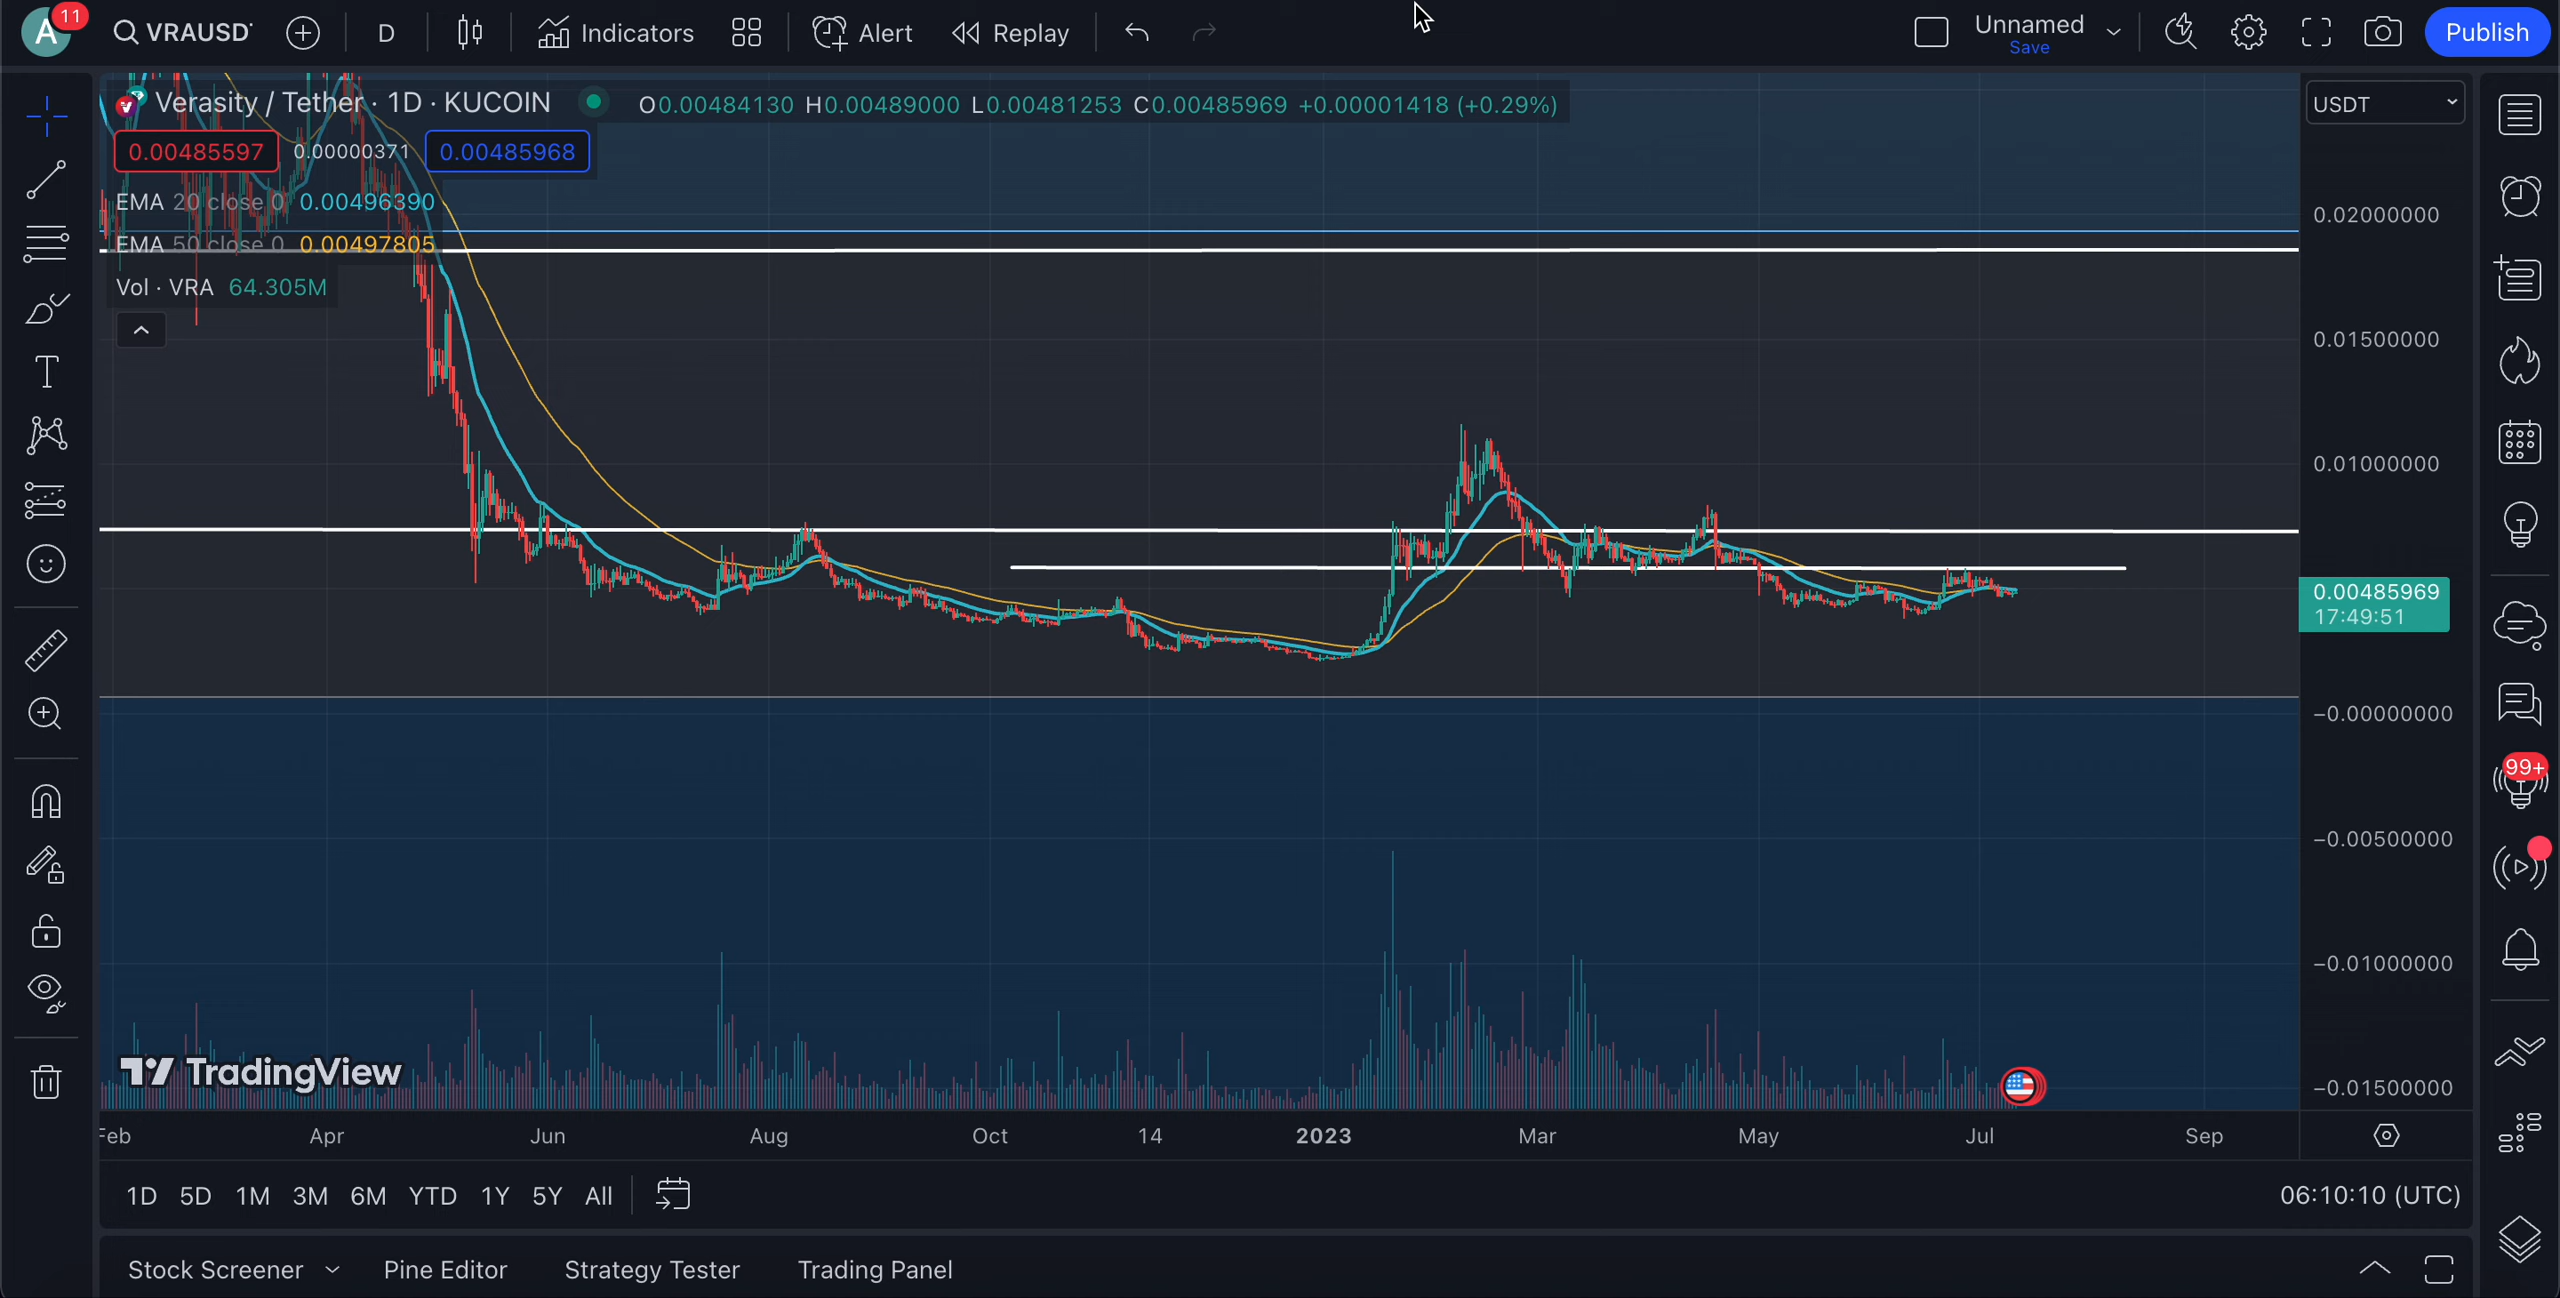 A 11 VRAUSDT D Indicators Alert Replay Unnamed Save Publish
Verasity / Tether · 1D · KUCOIN O0.00484130 H0.00489000 L0.00481253 C0.00485969 +0.00001418 (+0.29%)
USDT
0.00485597 0.00000371 0.00485968
EMA 20 close 0 0.00496390
EMA 50 close 0 0.00497805
Vol · VRA 64.305M
0.02000000
0.01500000
0.01000000
0.00485969
17:49:51
−0.00000000
99+
−0.00500000
−0.01000000
−0.01500000
TradingView
Feb Apr Jun Aug Oct 14 2023 Mar May Jul Sep
1D 5D 1M 3M 6M YTD 1Y 5Y All 06:10:10 (UTC)
Stock Screener Pine Editor Strategy Tester Trading Panel